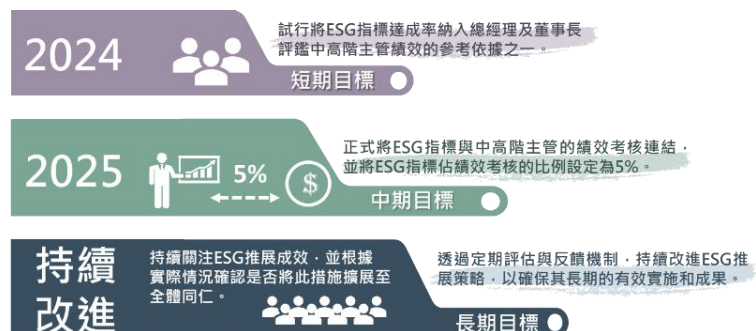 2024
試行將ESG指標達成率納入總經理及董事長
評鑑中高階主管績效的參考依據之一。
短期目標
2025
5%
$
正式將ESG指標與中高階主管的績效考核連結，
並將ESG指標佔績效考核的比例設定為5%。
中期目標
持續
改進
持續關注ESG推展成效，並根據
實際情況確認是否將此措施擴展至
全體同仁。
透過定期評估與反饋機制，持續改進ESG推
展策略，以確保其長期的有效實施和成果。
長期目標